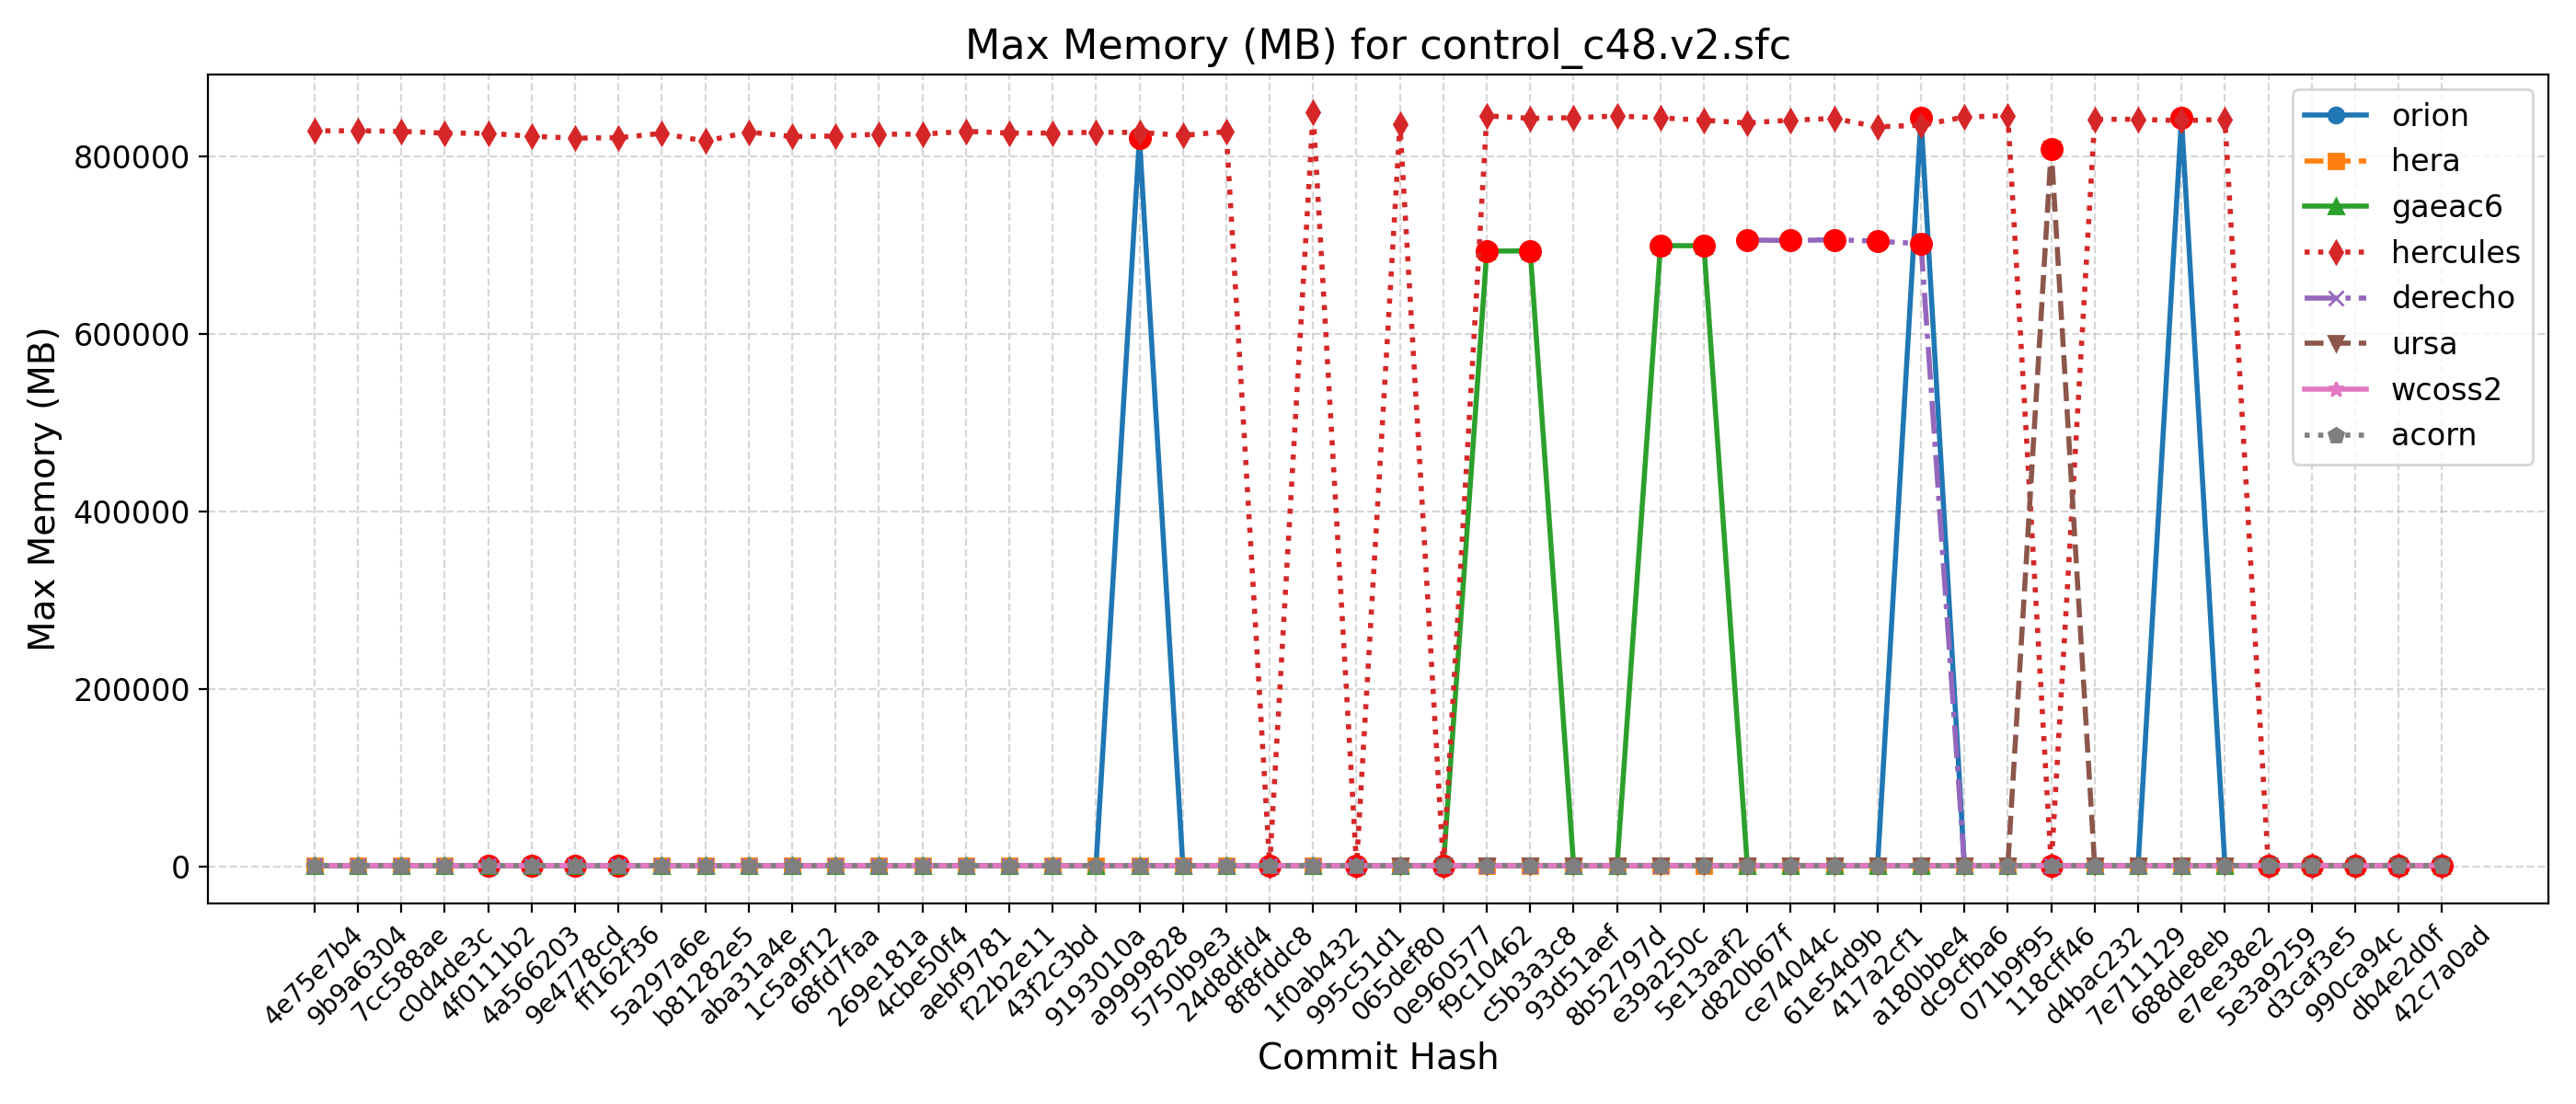 Max Memory (MB) for control_c48.v2.sfc
Max Memory (MB)
800000
600000
400000
200000
0
orion
hera
gaeac6
hercules
derecho
ursa
wcoss2
acorn
4e75e7b4
9b9a6304
7cc588ae
c0d4de3c
4f0111b2
4a566203
9e4778cd
ff162f36
5a297a6e
b81282e5
aba31a4e
1c5a9f12
68fd7faa
269e181a
4cbe50f4
aebf9781
f22b2e11
43f2c3bd
9193010a
a9999828
5750b9e3
24d8dfd4
8f8fddc8
1f0ab432
995c51d1
065def80
0e960577
f9c10462
c5b3a3c8
93d51aef
8b52797d
e39a250c
5e13aaf2
d820b67f
ce74044c
61e54d9b
417a2cf1
a180bbe4
dc9cfba6
071b9f95
118cff46
d4bac232
7e711129
688de8eb
e7ee38e2
5e3a9259
d3caf3e5
990ca94c
db4e2d0f
42c7a0ad
Commit Hash